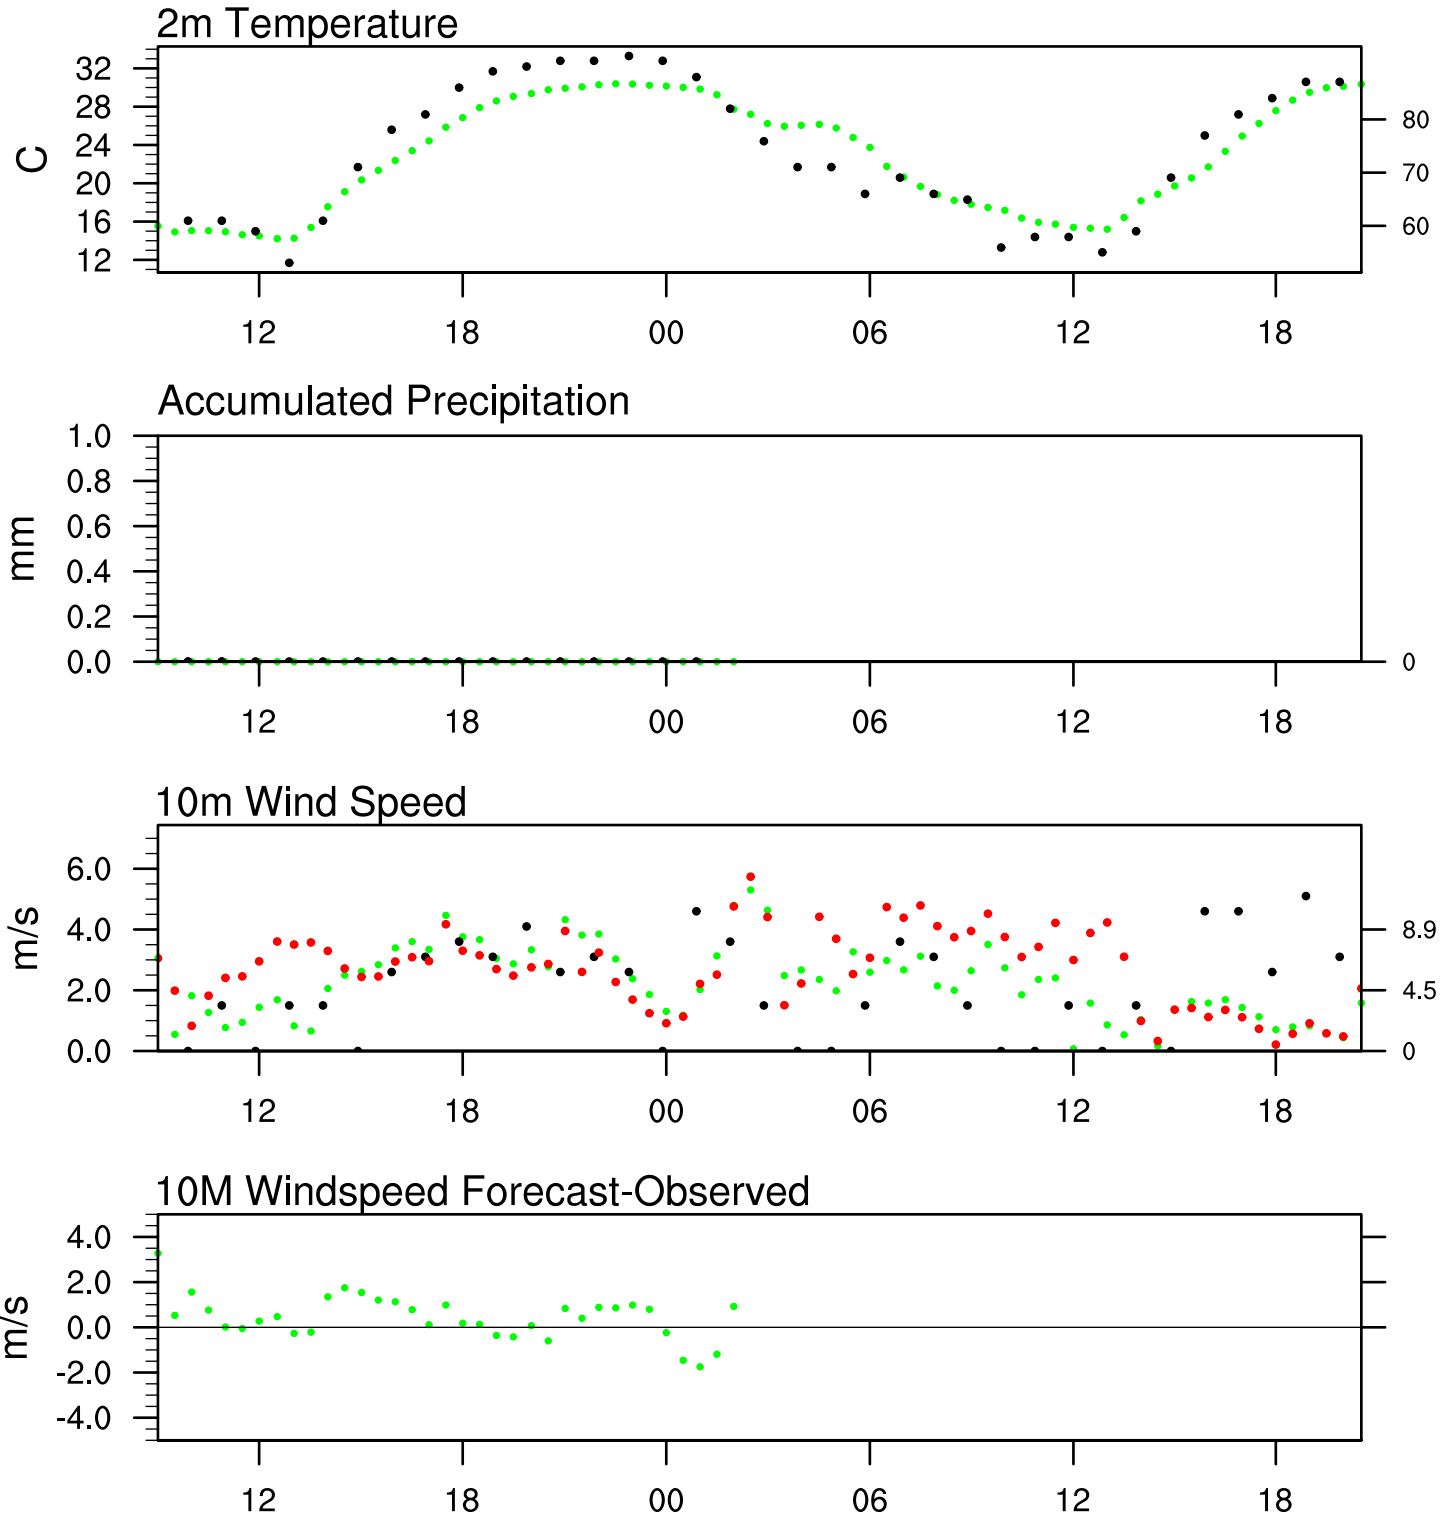 2m Temperature
32
28
24
20
16
12
C
80
70
60
12 18 00 06 12 18
Accumulated Precipitation
1.0
0.8
0.6
0.4
0.2
0.0
mm
0
12 18 00 06 12 18
10m Wind Speed
6.0
4.0
2.0
0.0
m/s
8.9
4.5
0
12 18 00 06 12 18
10M Windspeed Forecast-Observed
4.0
2.0
0.0
-2.0
-4.0
m/s
12 18 00 06 12 18